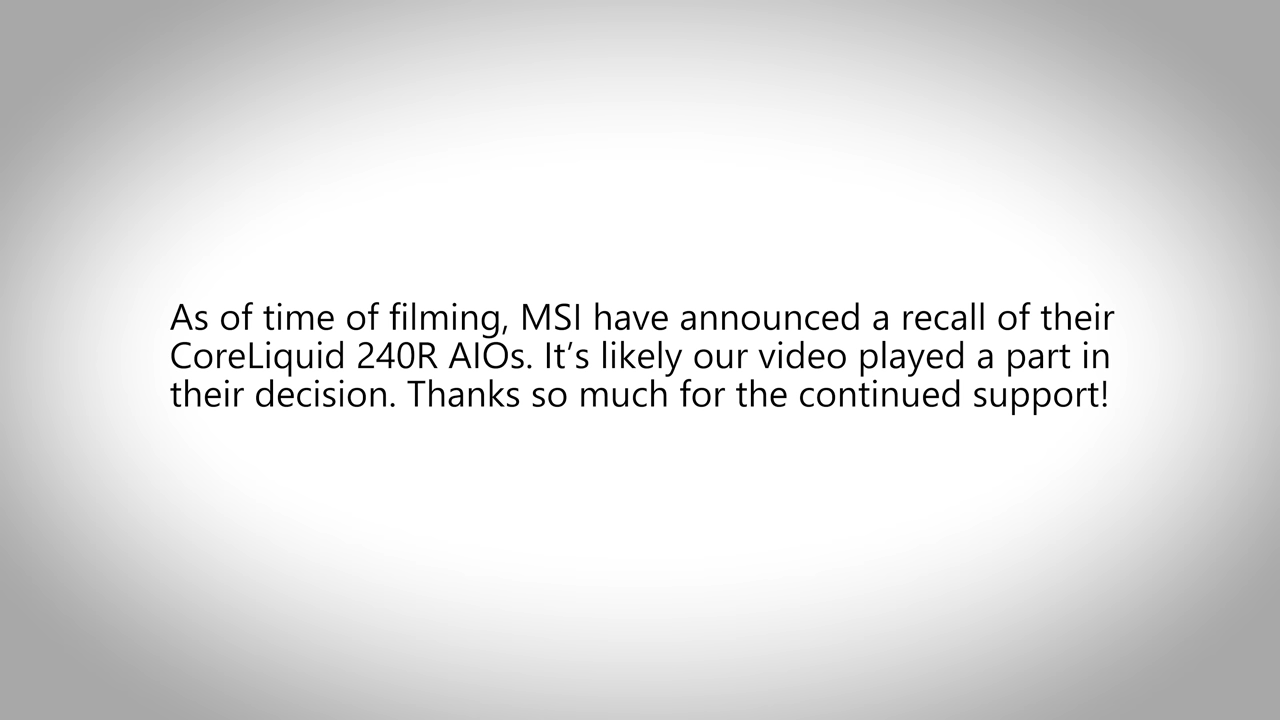 As of time of filming, MSI have announced a recall of their
CoreLiquid 240R AIOs. It’s likely our video played a part in
their decision. Thanks so much for the continued support!